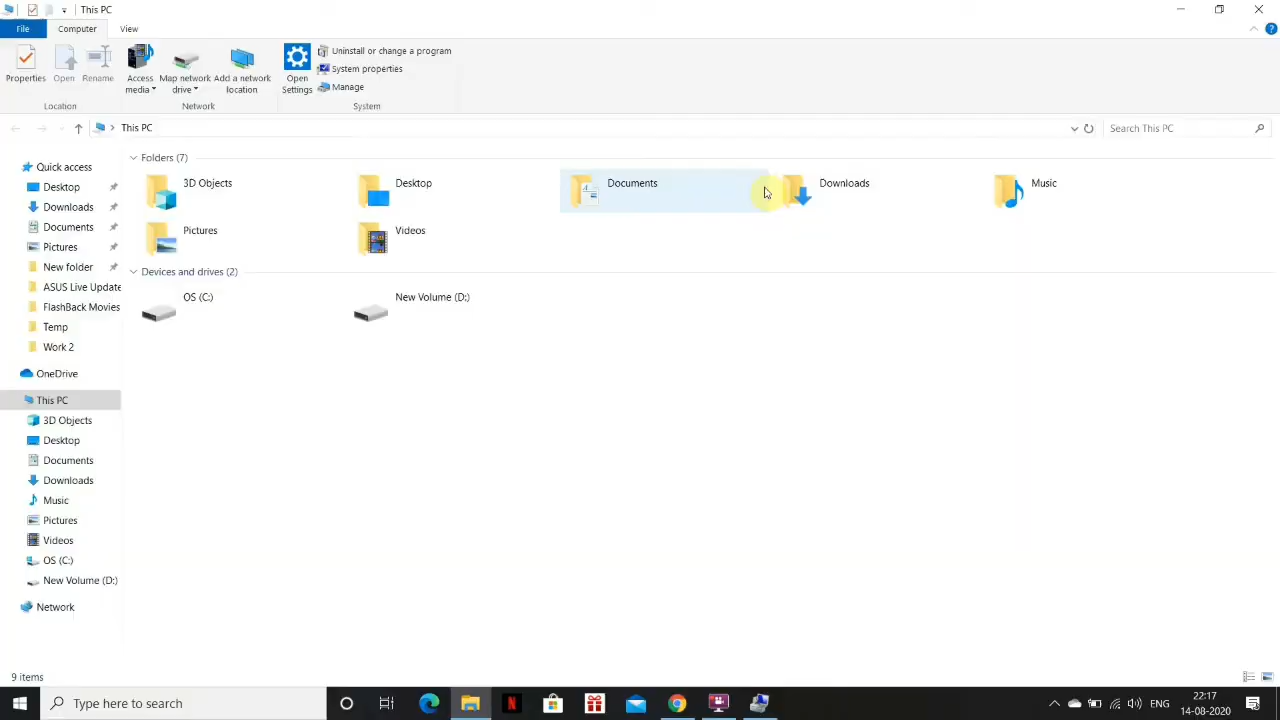 This PC
File
Computer
View
Properties
Open
Rename
Access media
Map network drive
Add a network location
Open Settings
Uninstall or change a program
System properties
Manage
Location
Network
System
This PC
Search This PC
Quick access
Desktop
Downloads
Documents
Pictures
New folder
ASUS Live Update
FlashBack Movies
Temp
Work 2
OneDrive
This PC
3D Objects
Desktop
Documents
Downloads
Music
Pictures
Videos
OS (C:)
New Volume (D:)
Network
Folders (7)
3D Objects
Desktop
Documents
Downloads
Music
Pictures
Videos
Devices and drives (2)
OS (C:)
New Volume (D:)
9 items
Type here to search
N
ENG
22:17
14-08-2020